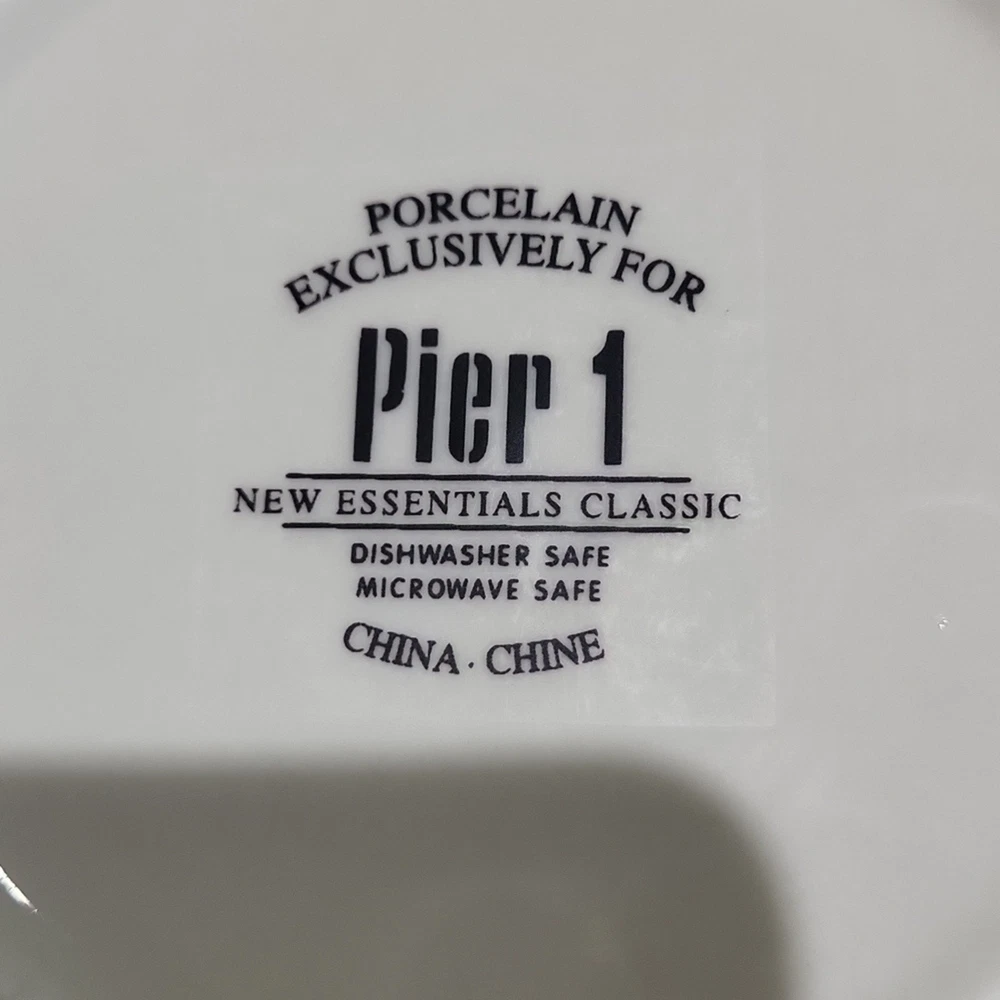 PORCELAIN
EXCLUSIVELY FOR
Pier 1
NEW ESSENTIALS CLASSIC
DISHWASHER SAFE
MICROWAVE SAFE
CHINA · CHINE